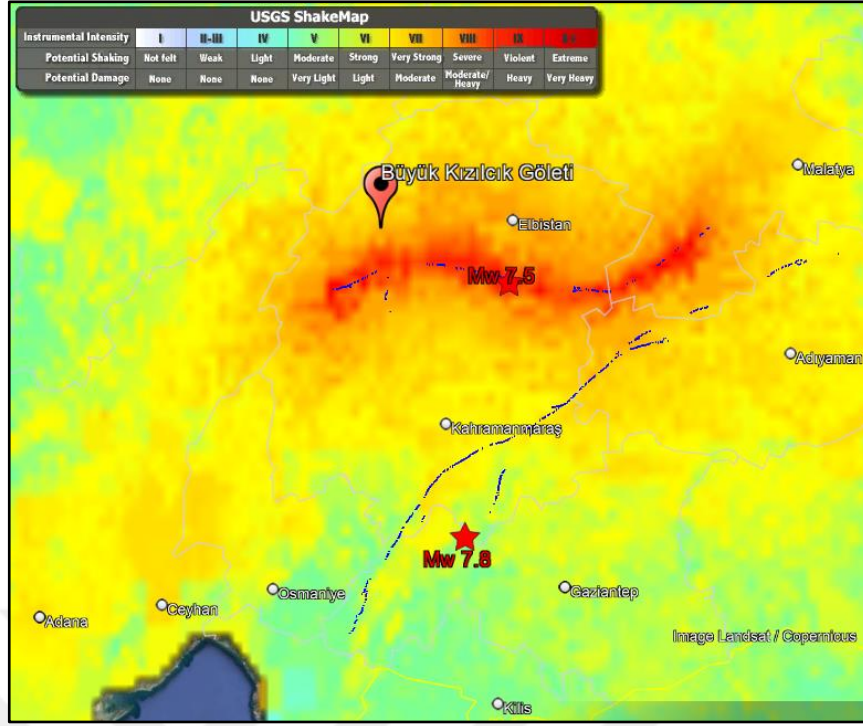 USGS ShakeMap
Instrumental Intensity I II-III IV V VI VII VIII IX X+
Potential Shaking Not felt Weak Light Moderate Strong Very Strong Severe Violent Extreme
Potential Damage None None None Very Light Light Moderate Moderate/Heavy Heavy Very Heavy
Büyük Kızılcık Göleti
Malatya
Elbistan
Mw 7.5
Adıyaman
Kahramanmaraş
Mw 7.8
Osmaniye
Gaziantep
Ceyhan
Adana
Image Landsat / Copernicus
Kilis